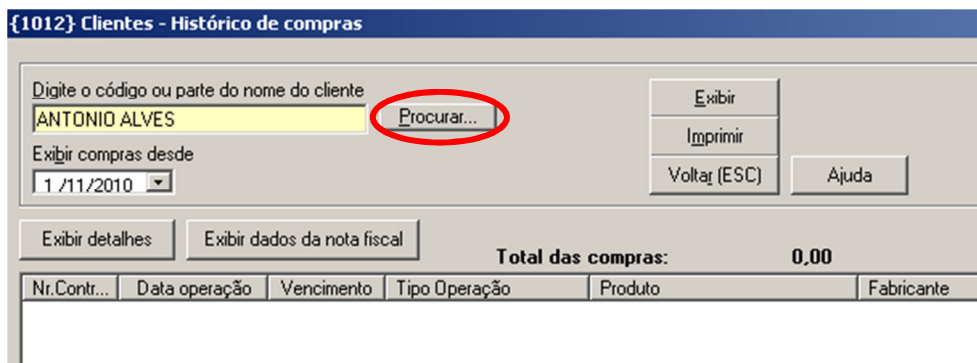 {1012} Clientes - Histórico de compras
Digite o código ou parte do nome do cliente
ANTONIO ALVES
Procurar...
Exibir compras desde
1 /11/2010
Exibir
Imprimir
Voltar (ESC)
Ajuda
Exibir detalhes
Exibir dados da nota fiscal
Total das compras: 0,00
Nr.Contr... Data operação Vencimento Tipo Operação Produto Fabricante